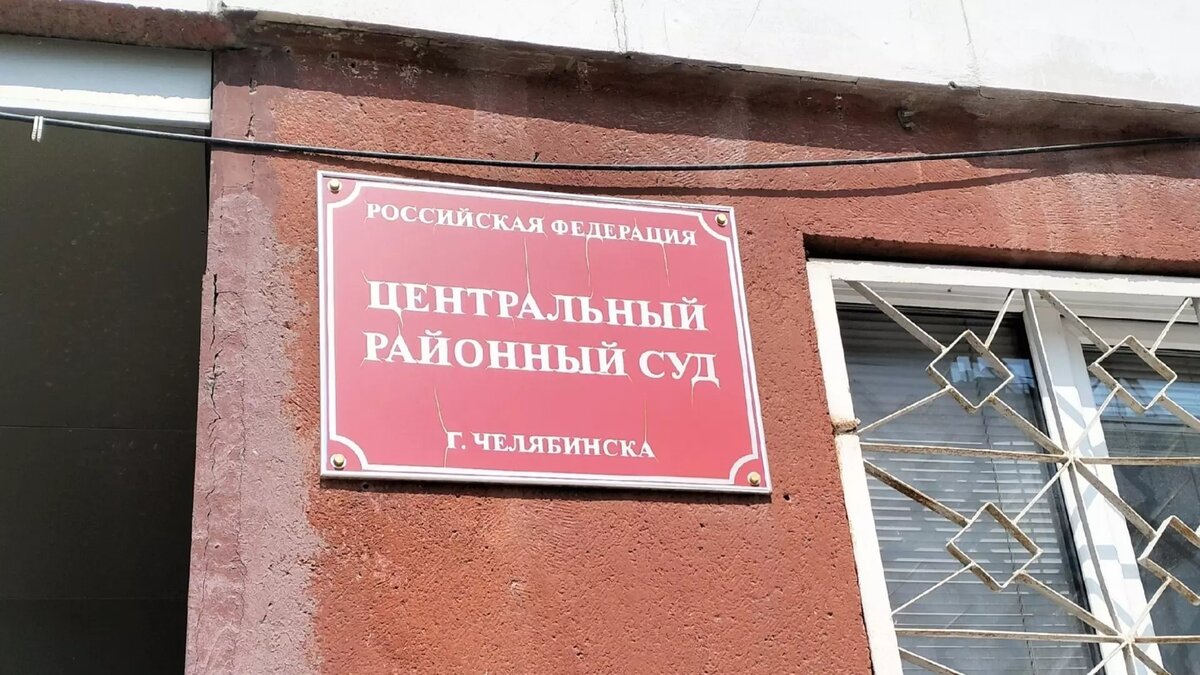 РОССИЙСКАЯ ФЕДЕРАЦИЯ
ЦЕНТРАЛЬНЫЙ
РАЙОННЫЙ СУД
Г. ЧЕЛЯБИНСКА